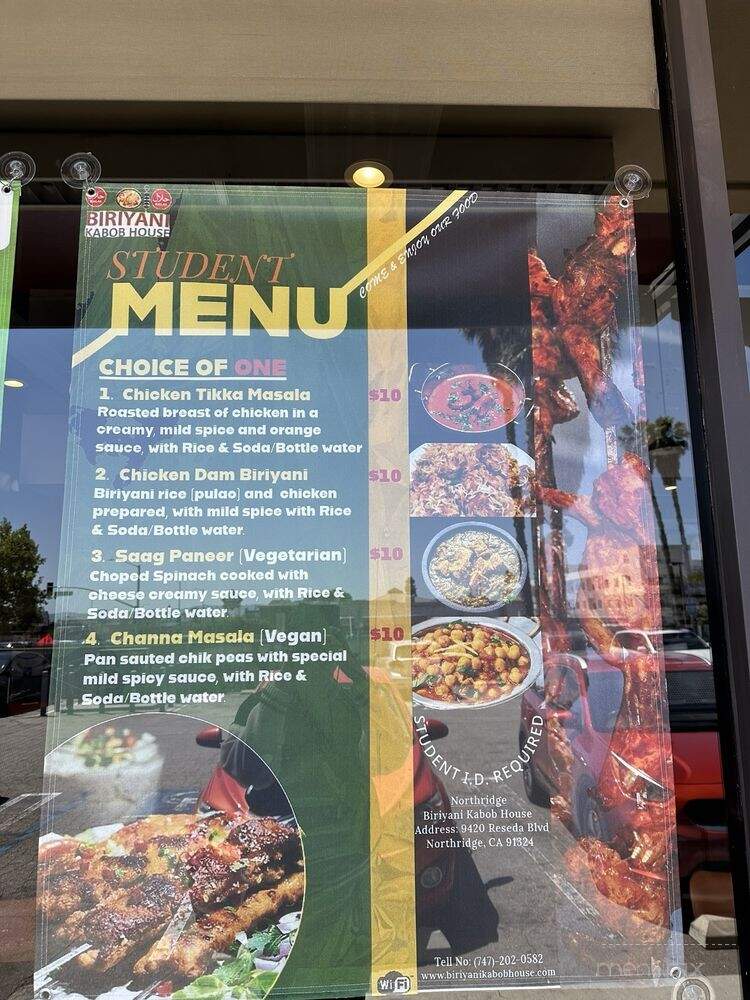 BIRIYANI
KABOB HOUSE
STUDENT
MENU
COME & ENJOY OUR FOOD
CHOICE OF ONE
1. Chicken Tikka Masala $10
Roasted breast of chicken in a
creamy, mild spice and orange
sauce, with Rice & Soda/Bottle water
2. Chicken Dam Biriyani $10
Biriyani rice (pulao) and chicken
prepared, with mild spice with Rice
& Soda/Bottle water.
3. Saag Paneer (Vegetarian) $10
Choped Spinach cooked with
cheese creamy sauce, with Rice &
Soda/Bottle water.
4. Channa Masala (Vegan) $10
Pan sauted chik peas with special
mild spicy sauce, with Rice &
Soda/Bottle water.
STUDENT I.D. REQUIRED
Northridge
Biriyani Kabob House
Address: 9420 Reseda Blvd
Northridge, CA 91324
Tell No: (747)-202-0582
www.biriyanikabobhouse.com
WiFi